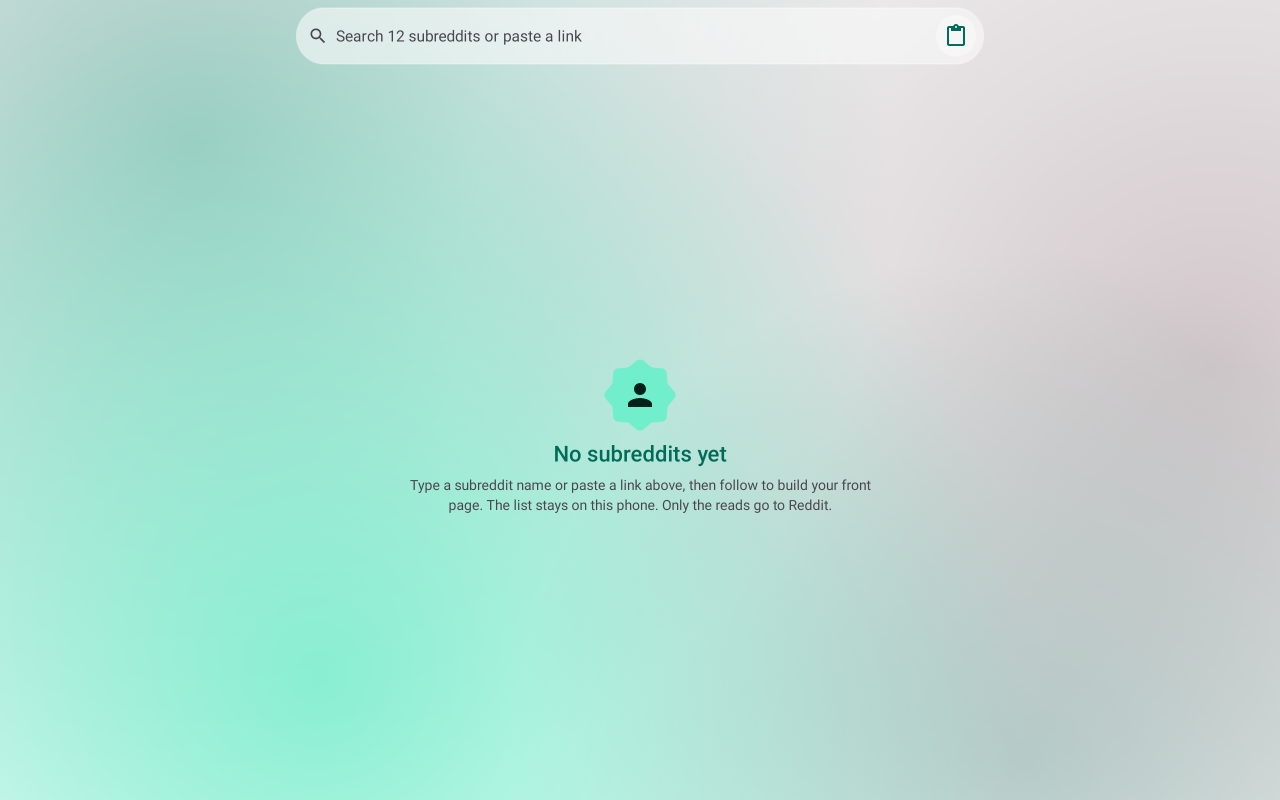 Search 12 subreddits or paste a link
No subreddits yet
Type a subreddit name or paste a link above, then follow to build your front
page. The list stays on this phone. Only the reads go to Reddit.